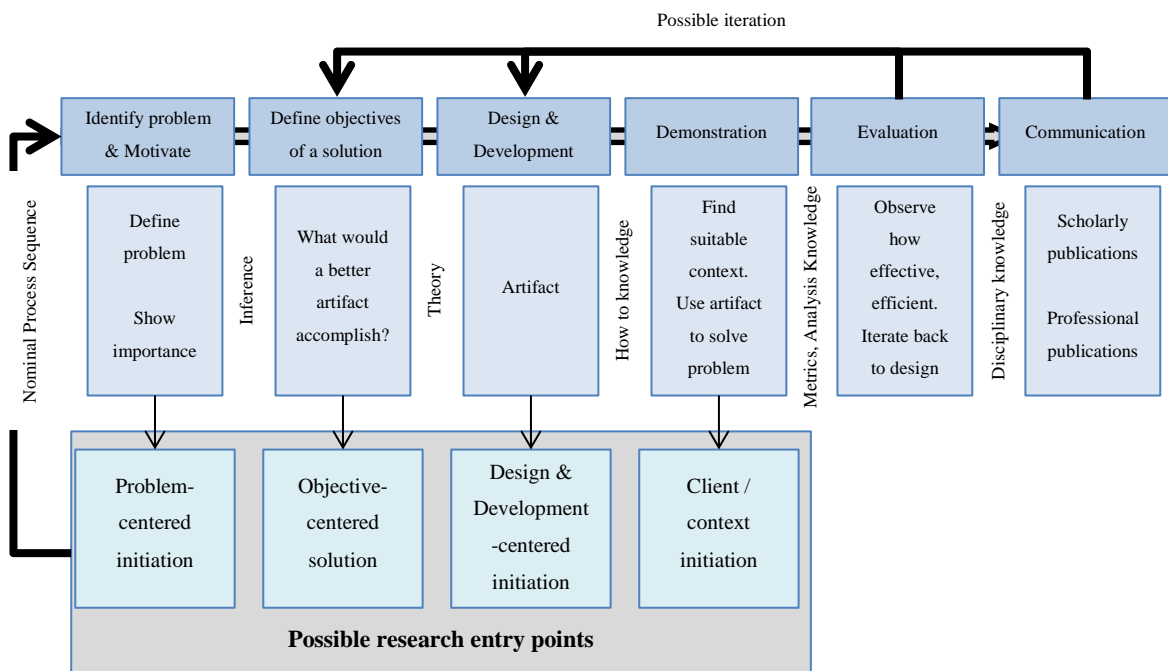 Possible iteration
Identify problem
& Motivate
Define objectives
of a solution
Design &
Development
Demonstration
Evaluation
Communication
Nominal Process Sequence
Define
problem
Show
importance
Inference
What would
a better
artifact
accomplish?
Theory
Artifact
How to knowledge
Find
suitable
context.
Use artifact
to solve
problem
Metrics, Analysis Knowledge
Observe
how
effective,
efficient.
Iterate back
to design
Disciplinary knowledge
Scholarly
publications
Professional
publications
Problem-
centered
initiation
Objective-
centered
solution
Design &
Development
-centered
initiation
Client /
context
initiation
Possible research entry points